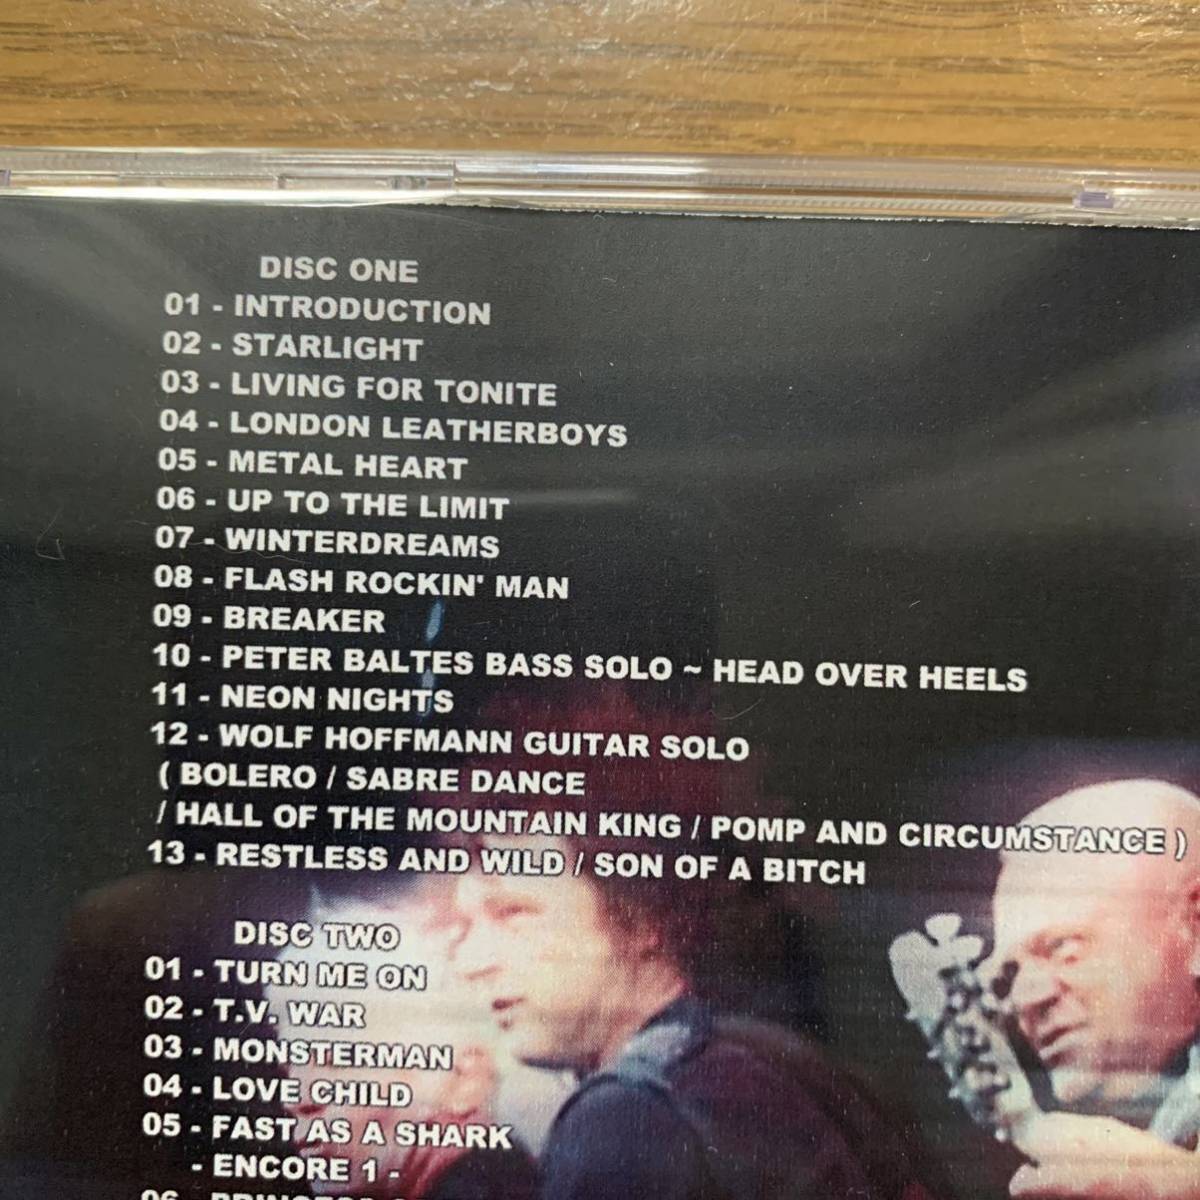 DISC ONE
01 - INTRODUCTION
02 - STARLIGHT
03 - LIVING FOR TONITE
04 - LONDON LEATHERBOYS
05 - METAL HEART
06 - UP TO THE LIMIT
07 - WINTERDREAMS
08 - FLASH ROCKIN' MAN
09 - BREAKER
10 - PETER BALTES BASS SOLO ~ HEAD OVER HEELS
11 - NEON NIGHTS
12 - WOLF HOFFMANN GUITAR SOLO
( BOLERO / SABRE DANCE
/ HALL OF THE MOUNTAIN KING / POMP AND CIRCUMSTANCE )
13 - RESTLESS AND WILD / SON OF A BITCH
DISC TWO
01 - TURN ME ON
02 - T.V. WAR
03 - MONSTERMAN
04 - LOVE CHILD
05 - FAST AS A SHARK
- ENCORE 1 -
06 -